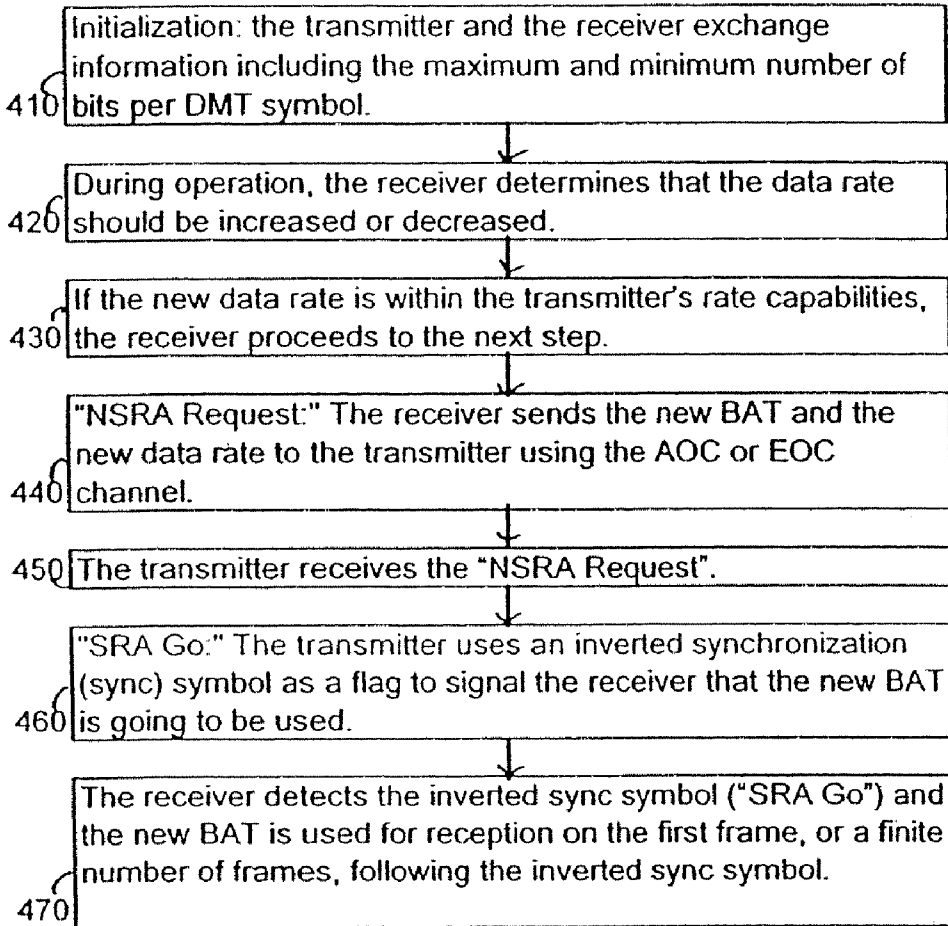 Initialization: the transmitter and the receiver exchange
information including the maximum and minimum number of
bits per DMT symbol.
410
During operation, the receiver determines that the data rate
should be increased or decreased.
420
If the new data rate is within the transmitter's rate capabilities,
the receiver proceeds to the next step.
430
"NSRA Request:" The receiver sends the new BAT and the
new data rate to the transmitter using the AOC or EOC
channel.
440
450 The transmitter receives the "NSRA Request".
"SRA Go:" The transmitter uses an inverted synchronization
(sync) symbol as a flag to signal the receiver that the new BAT
is going to be used.
460
The receiver detects the inverted sync symbol ("SRA Go") and
the new BAT is used for reception on the first frame, or a finite
number of frames, following the inverted sync symbol.
470